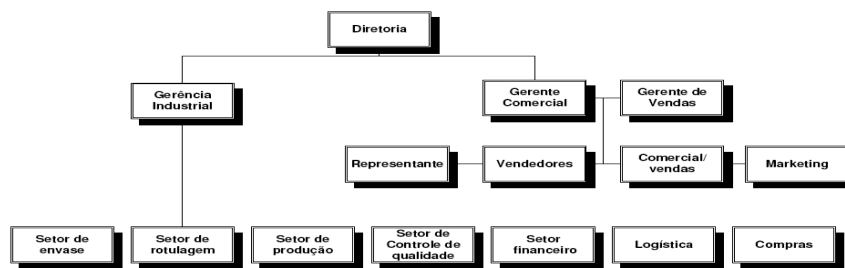 Diretoria
Gerência
Industrial
Gerente
Comercial
Gerente de
Vendas
Representante
Vendedores
Comercial/
vendas
Marketing
Setor de
envase
Setor de
rotulagem
Setor de
produção
Setor de
Controle de
qualidade
Setor
financeiro
Logística
Compras